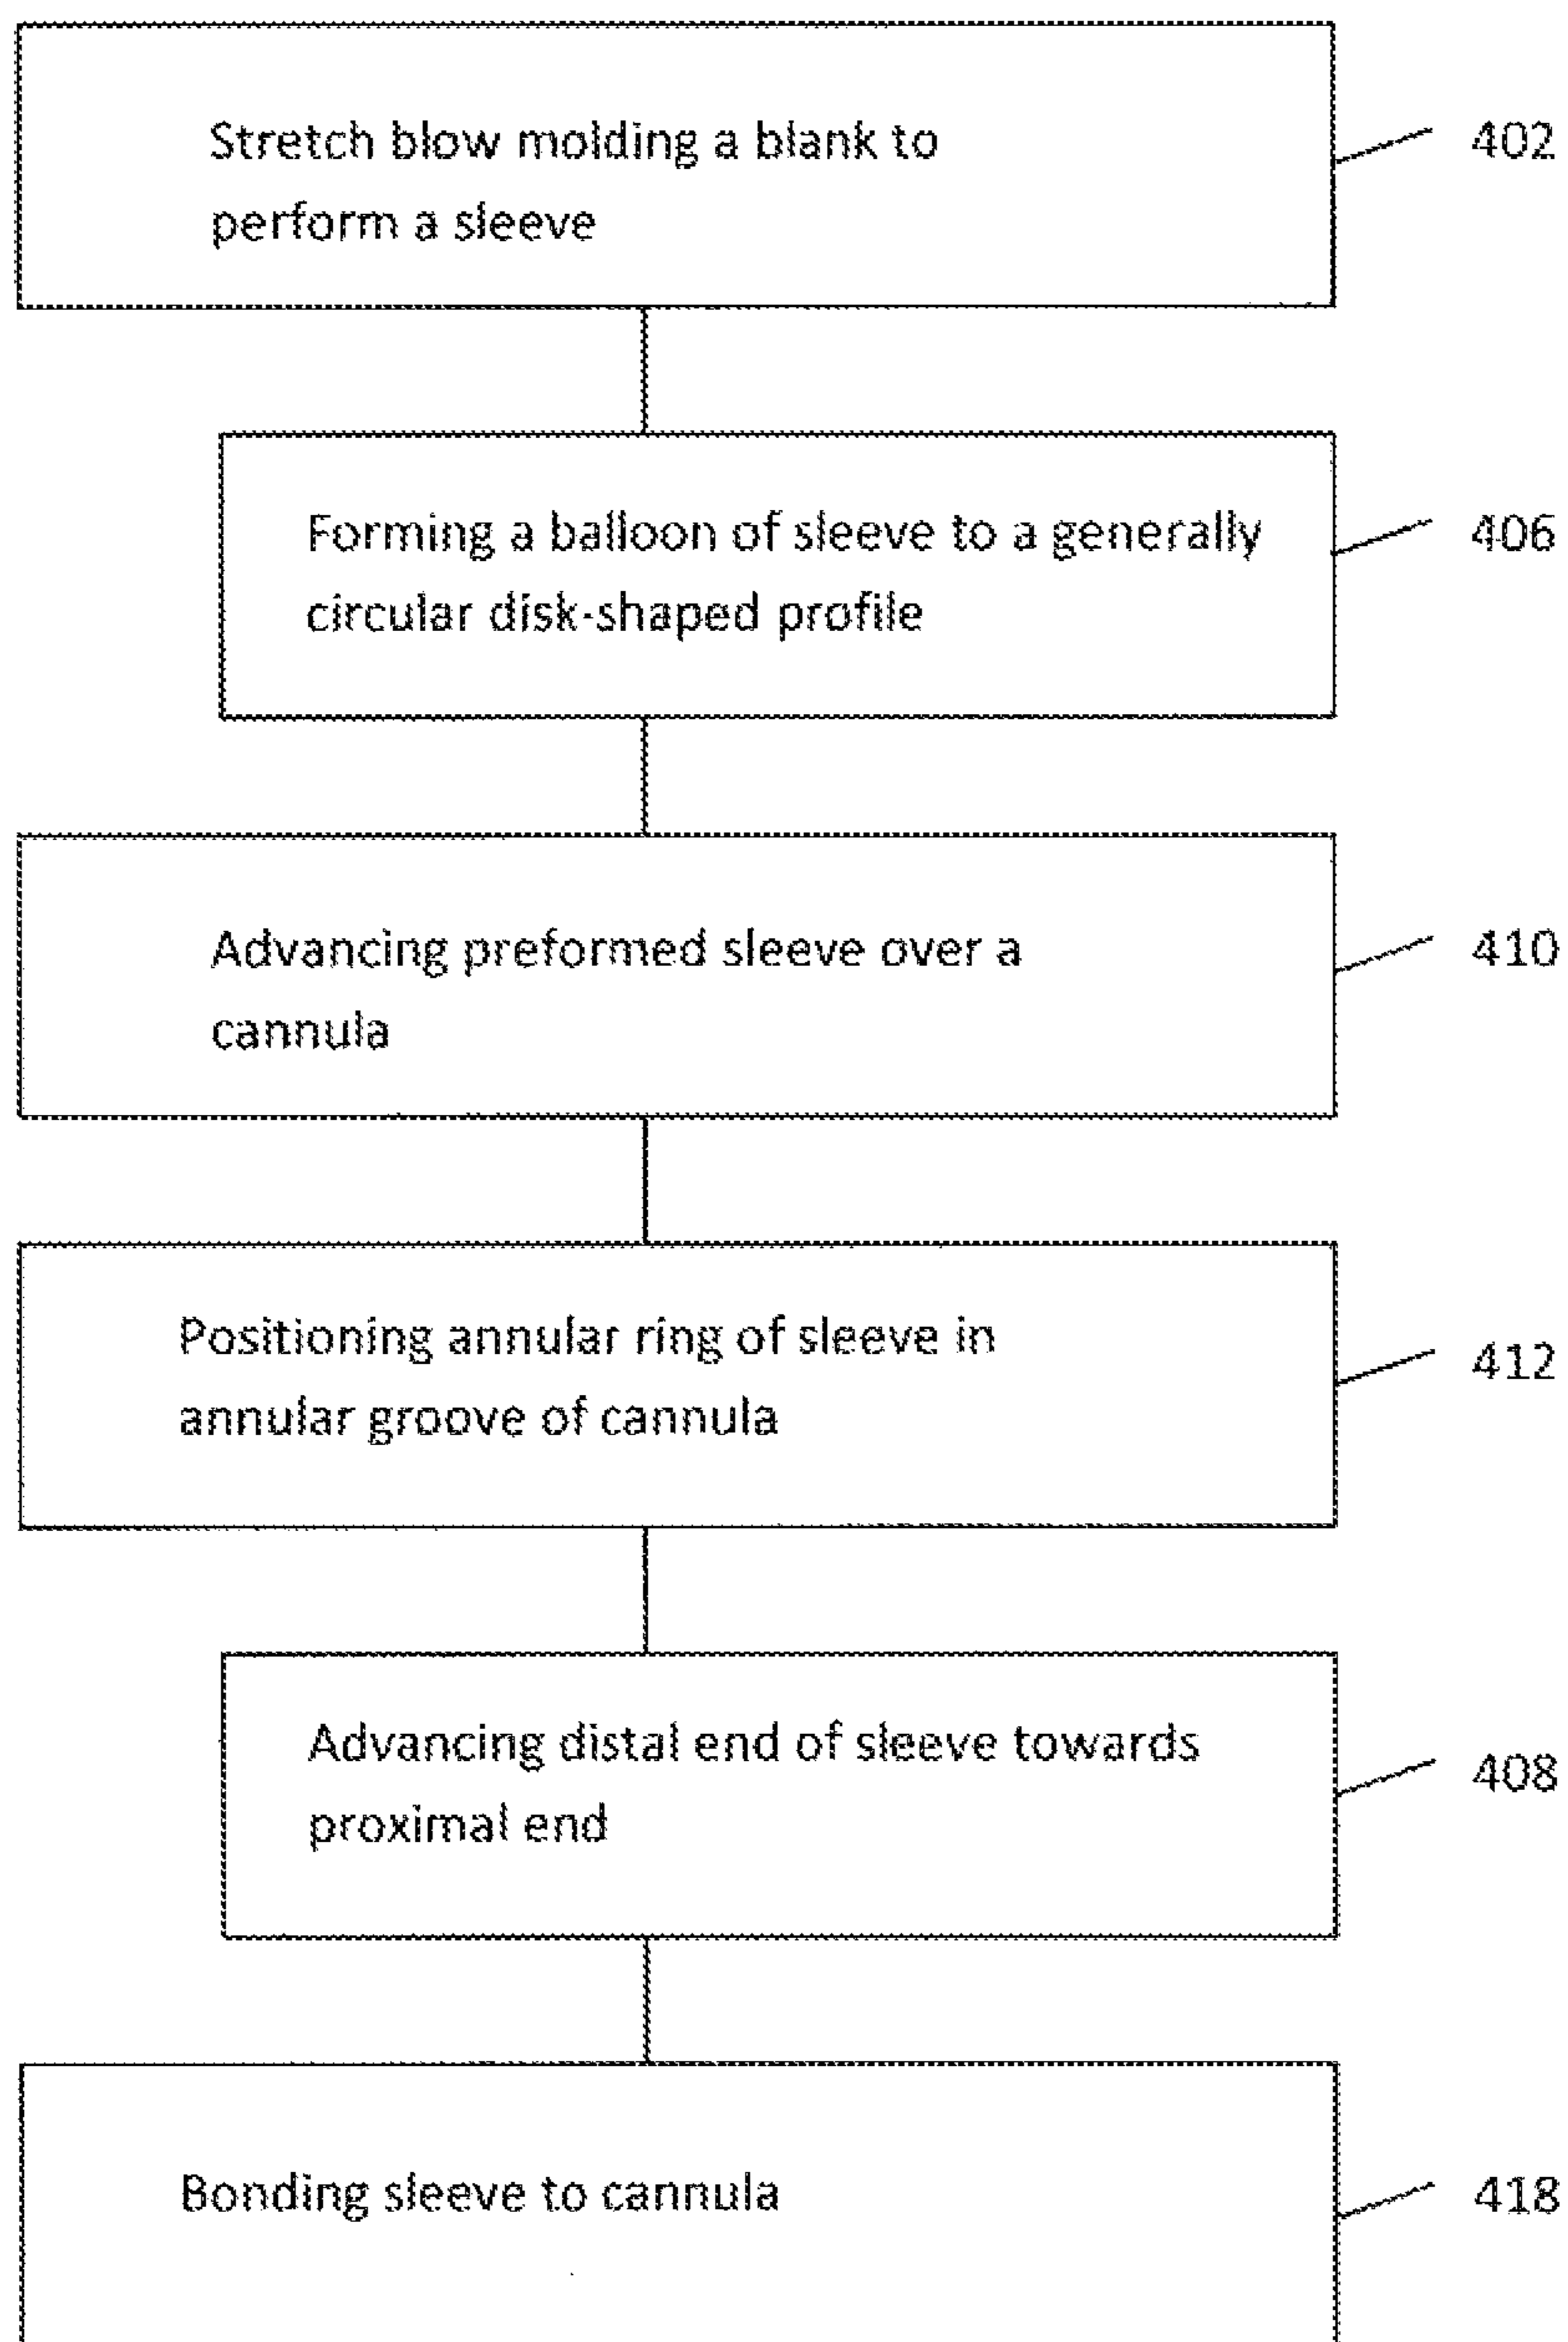 Stretch blow molding a blank to
perform a sleeve
402
Forming a balloon of sleeve to a generally
circular disk-shaped profile
406
Advancing preformed sleeve over a
cannula
410
Positioning annular ring of sleeve in
annular groove of cannula
412
Advancing distal end of sleeve towards
proximal end
408
Bonding sleeve to cannula
418